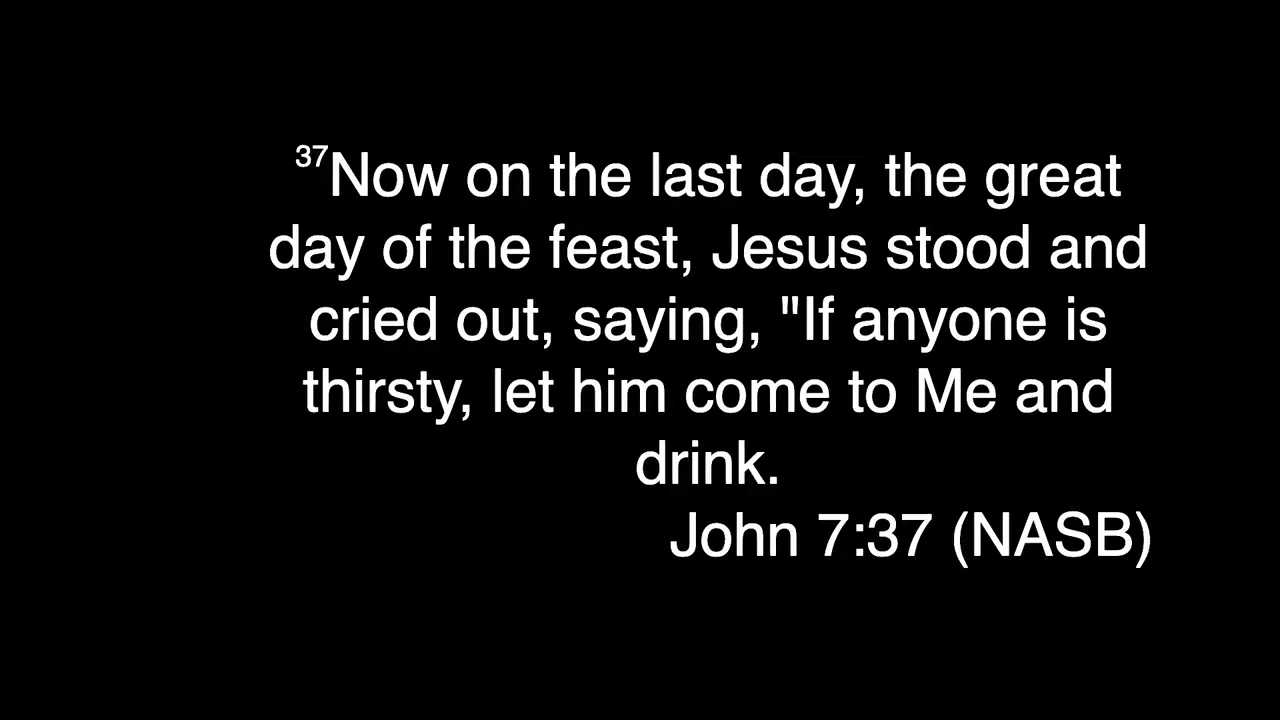 37Now on the last day, the great
day of the feast, Jesus stood and
cried out, saying, "If anyone is
thirsty, let him come to Me and
drink.
John 7:37 (NASB)